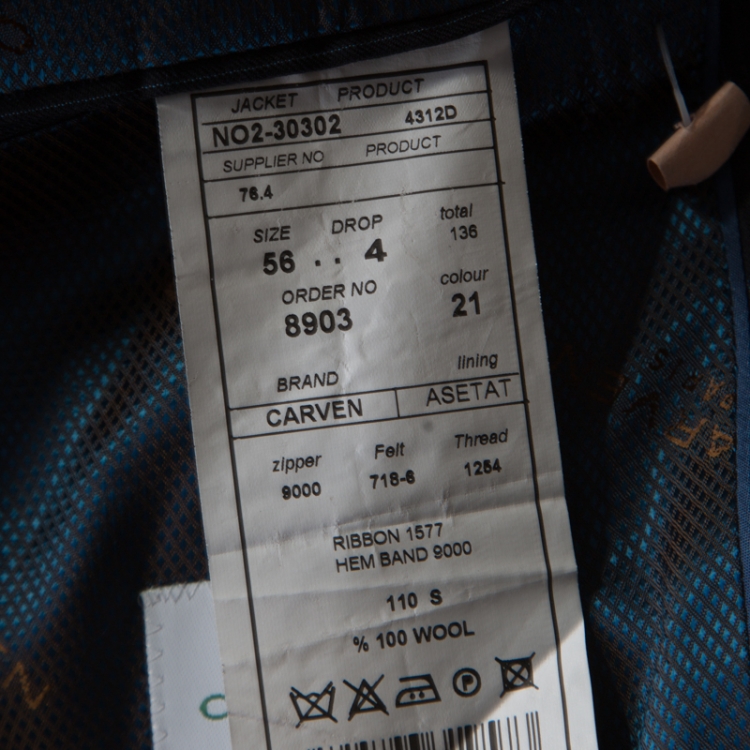 JACKET PRODUCT
NO2-30302 4312D
SUPPLIER NO PRODUCT
76.4
SIZE DROP total
56 . . 4 136
ORDER NO colour
8903 21
BRAND lining
CARVEN ASETAT
zipper Felt Thread
9000 718-6 1264
RIBBON 1577
HEM BAND 9000
110 S
% 100 WOOL
P